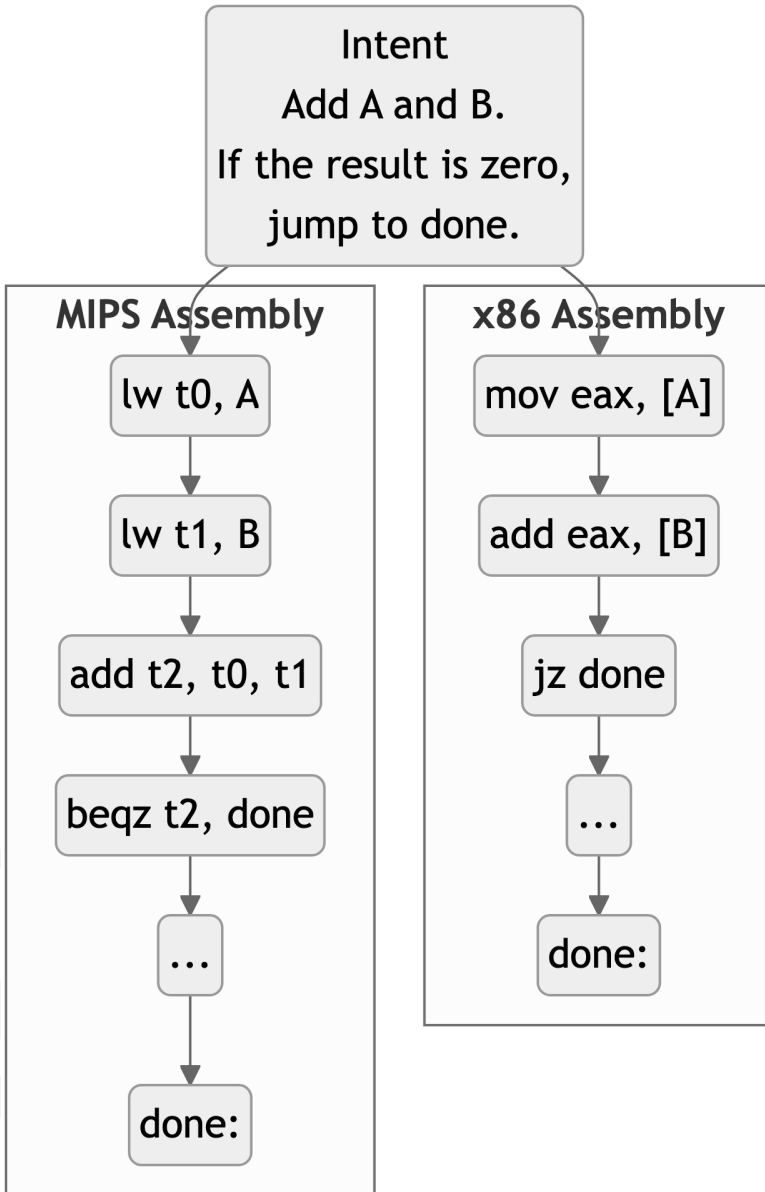 Intent
Add A and B.
If the result is zero,
jump to done.
MIPS Assembly
lw t0, A
lw t1, B
add t2, t0, t1
beqz t2, done
...
done:
x86 Assembly
mov eax, [A]
add eax, [B]
jz done
...
done: